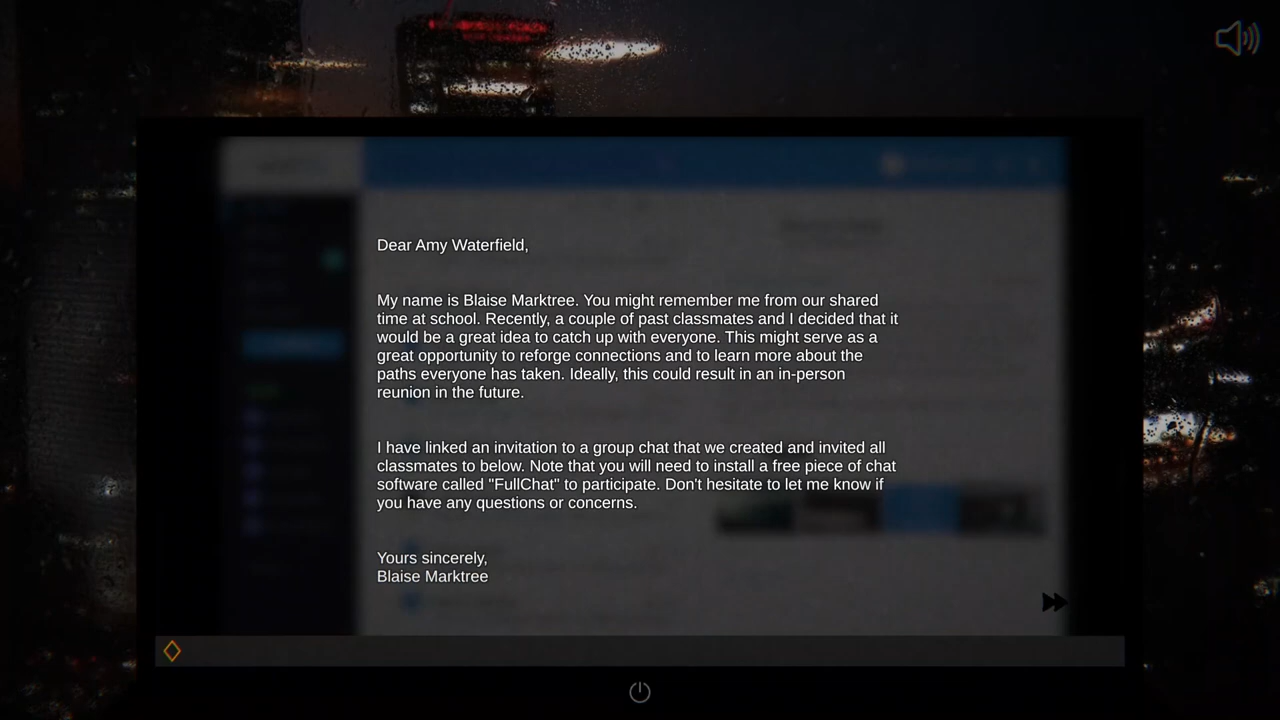 Dear Amy Waterfield,
My name is Blaise Marktree. You might remember me from our shared
time at school. Recently, a couple of past classmates and I decided that it
would be a great idea to catch up with everyone. This might serve as a
great opportunity to reforge connections and to learn more about the
paths everyone has taken. Ideally, this could result in an in-person
reunion in the future.
I have linked an invitation to a group chat that we created and invited all
classmates to below. Note that you will need to install a free piece of chat
software called "FullChat" to participate. Don't hesitate to let me know if
you have any questions or concerns.
Yours sincerely,
Blaise Marktree